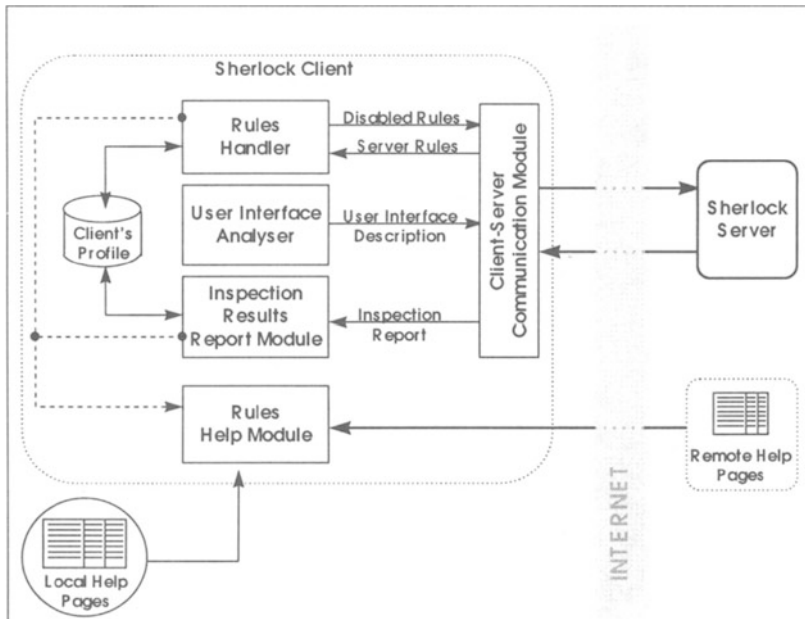 Sherlock Client
Rules
Handler
Disabled Rules
Server Rules
Client-Server
Communication Module
Sherlock
Server
Client's
Profile
User Interface
Analyser
User Interface
Description
Inspection
Results
Report Module
Inspection
Report
Rules
Help Module
Remote Help
Pages
INTERNET
Local Help
Pages